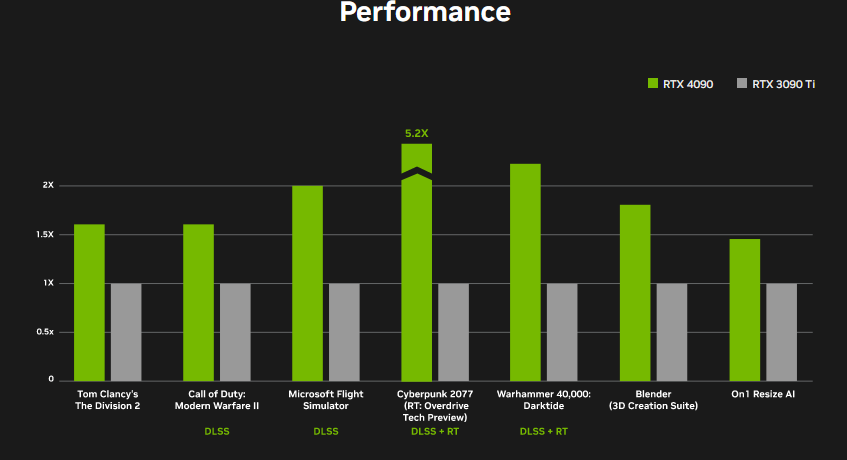 Performance
RTX 4090
RTX 3090 Ti
5.2X
2X
1.5X
1X
0.5x
0
Tom Clancy's
The Division 2
Call of Duty:
Modern Warfare II
DLSS
Microsoft Flight
Simulator
DLSS
Cyberpunk 2077
(RT: Overdrive
Tech Preview)
DLSS + RT
Warhammer 40,000:
Darktide
DLSS + RT
Blender
(3D Creation Suite)
On1 Resize AI